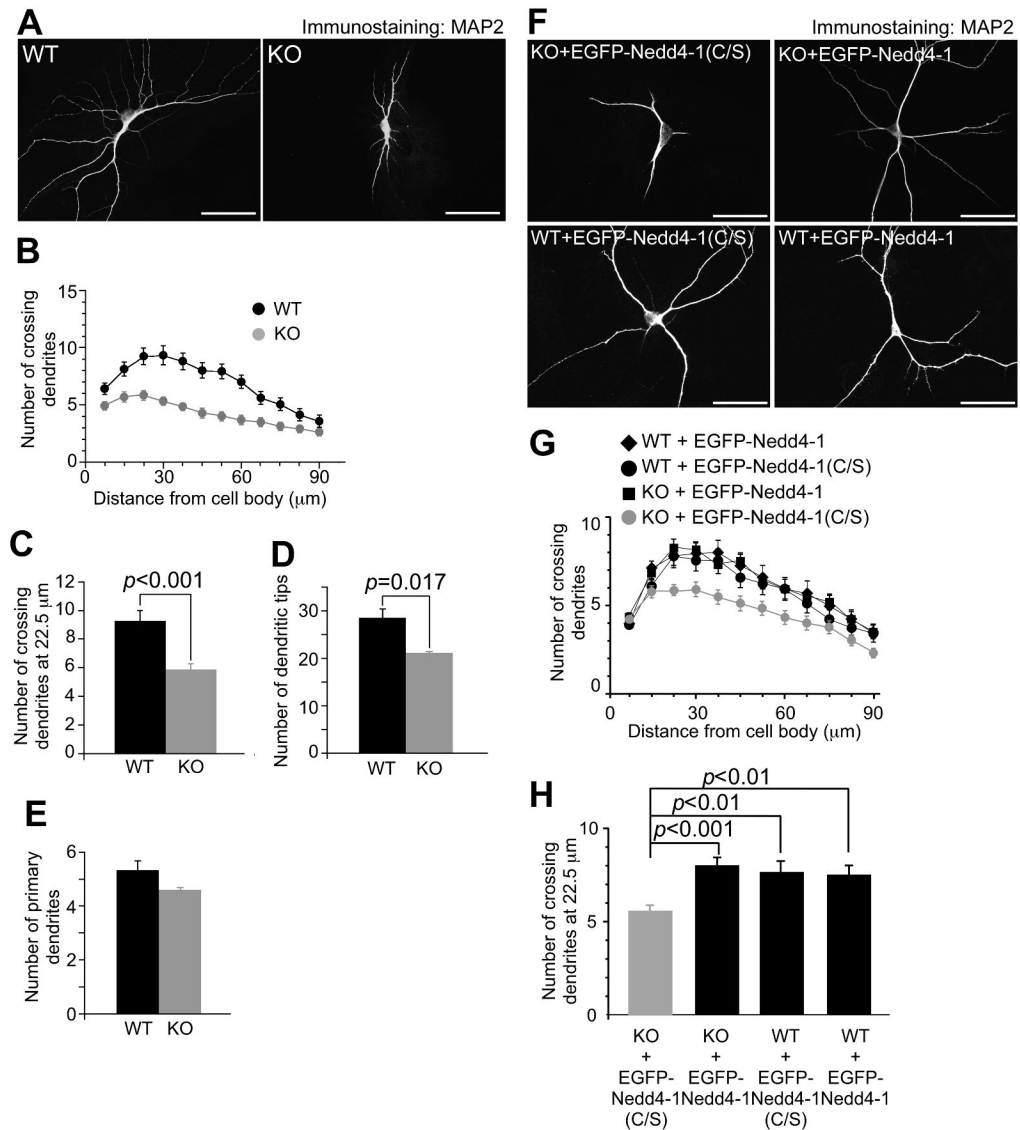 A
Immunostaining: MAP2
WT
KO
B
Number of crossing
dendrites
15
10
5
0
WT
KO
0
30
60
90
Distance from cell body (μm)
C
Number of crossing
dendrites at 22.5 μm
12
9
6
4
2
0
p<0.001
WT
KO
D
Number of dendritic tips
30
20
10
0
p=0.017
WT
KO
E
Number of primary
dendrites
6
4
2
0
WT
KO
F
Immunostaining: MAP2
KO+EGFP-Nedd4-1(C/S)
KO+EGFP-Nedd4-1
WT+EGFP-Nedd4-1(C/S)
WT+EGFP-Nedd4-1
G
WT + EGFP-Nedd4-1
WT + EGFP-Nedd4-1(C/S)
KO + EGFP-Nedd4-1
KO + EGFP-Nedd4-1(C/S)
Number of crossing
dendrites
10
5
0
0
30
60
90
Distance from cell body (μm)
H
Number of crossing
dendrites at 22.5 μm
10
5
0
p<0.01
p<0.01
p<0.001
KO
+
EGFP-
Nedd4-1
(C/S)
KO
+
EGFP-
Nedd4-1
WT
+
EGFP-
Nedd4-1
(C/S)
WT
+
EGFP-
Nedd4-1